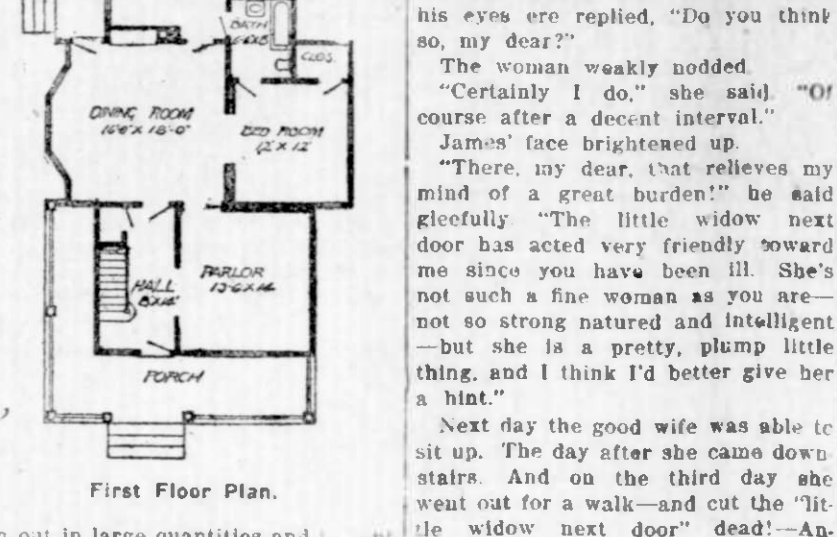 BATH
CLOS.
DINING ROOM
BED ROOM
12' X 12'
HALL
8X14'
PARLOR
13-6X14
PORCH
First Floor Plan.
out in large quantities and
his eyes ere replied, "Do you think
so, my dear?"
The woman weakly nodded.
"Certainly I do," she said. "Of
course after a decent interval."
James' face brightened up.
"There, my dear, that relieves my
mind of a great burden!" he said
gleefully. "The little widow next
door has acted very friendly toward
me since you have been ill. She's
not such a fine woman as you are—
not so strong natured and intelligent
—but she is a pretty, plump little
thing, and I think I'd better give her
a hint."
Next day the good wife was able to
sit up. The day after she came down
stairs. And on the third day she
went out for a walk—and cut the "lit-
tle widow next door" dead!—An-